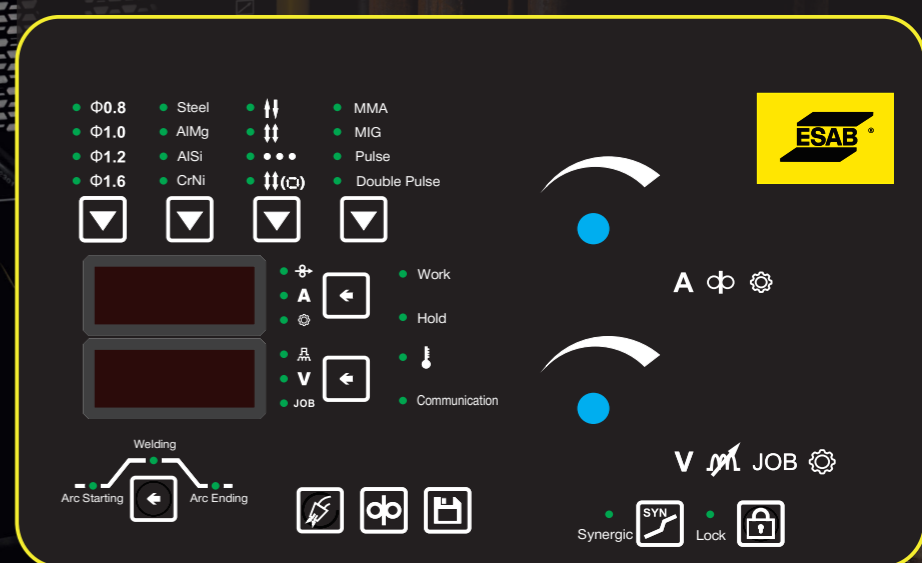 Φ0.8 Steel MMA
Φ1.0 AlMg MIG
Φ1.2 AlSi Pulse
Φ1.6 CrNi Double Pulse
ESAB
Work
A
Hold
A
V
JOB
Communication
V JOB
Welding
Arc Starting
Arc Ending
SYN
Synergic
Lock